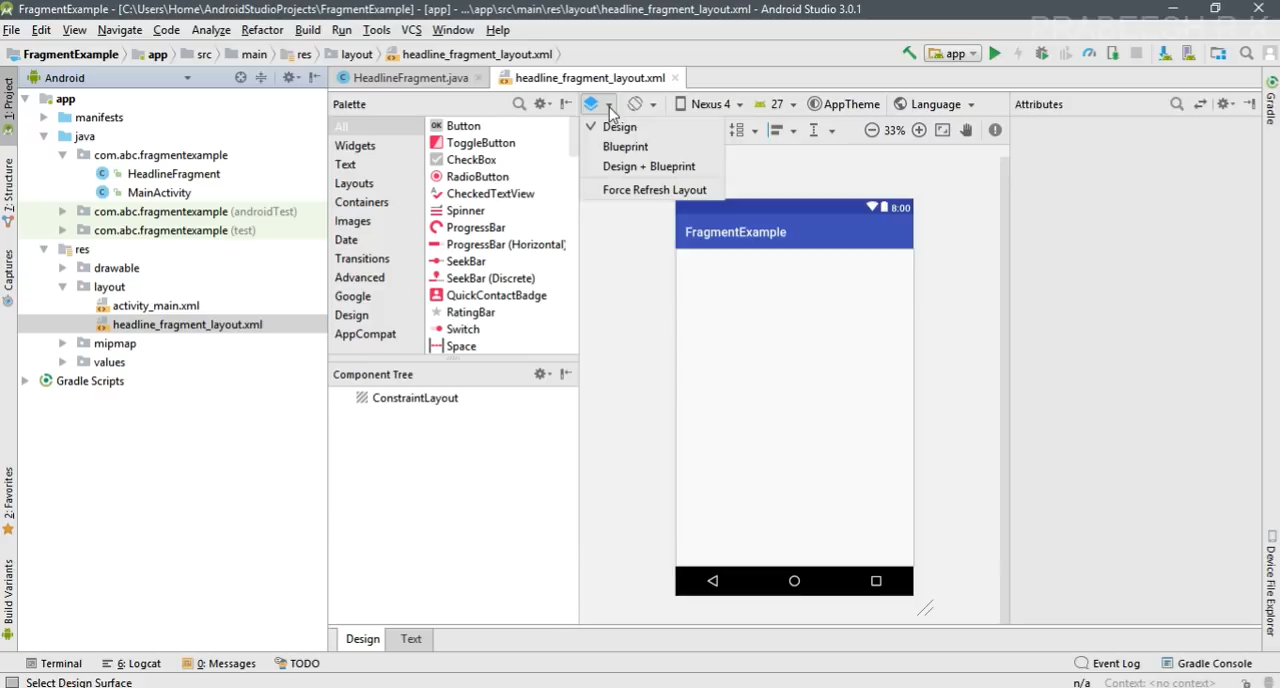 FragmentExample - [C:\Users\Home\AndroidStudioProjects\FragmentExample] - [app] - ...\app\src\main\res\layout\headline_fragment_layout.xml - Android Studio 3.0.1
File Edit View Navigate Code Analyze Refactor Build Run Tools VCS Window Help
FragmentExample app src main res layout headline_fragment_layout.xml app
Android HeadlineFragment.java headline_fragment_layout.xml
Palette Nexus 4 27 AppTheme Language Attributes
1: Project
7: Structure
Captures
2: Favorites
Build Variants
app
manifests
java
com.abc.fragmentexample
HeadlineFragment
MainActivity
com.abc.fragmentexample (androidTest)
com.abc.fragmentexample (test)
res
drawable
layout
activity_main.xml
headline_fragment_layout.xml
mipmap
values
Gradle Scripts
All
Widgets
Text
Layouts
Containers
Images
Date
Transitions
Advanced
Google
Design
AppCompat
OK Button
ToggleButton
CheckBox
RadioButton
CheckedTextView
Spinner
ProgressBar
ProgressBar (Horizontal)
SeekBar
SeekBar (Discrete)
QuickContactBadge
RatingBar
Switch
Space
Component Tree
ConstraintLayout
Design
Blueprint
Design + Blueprint
Force Refresh Layout
33%
8:00
FragmentExample
Gradle
Device File Explorer
Design Text
Terminal 6: Logcat 0: Messages TODO Event Log Gradle Console
Select Design Surface n/a Context: <no context>